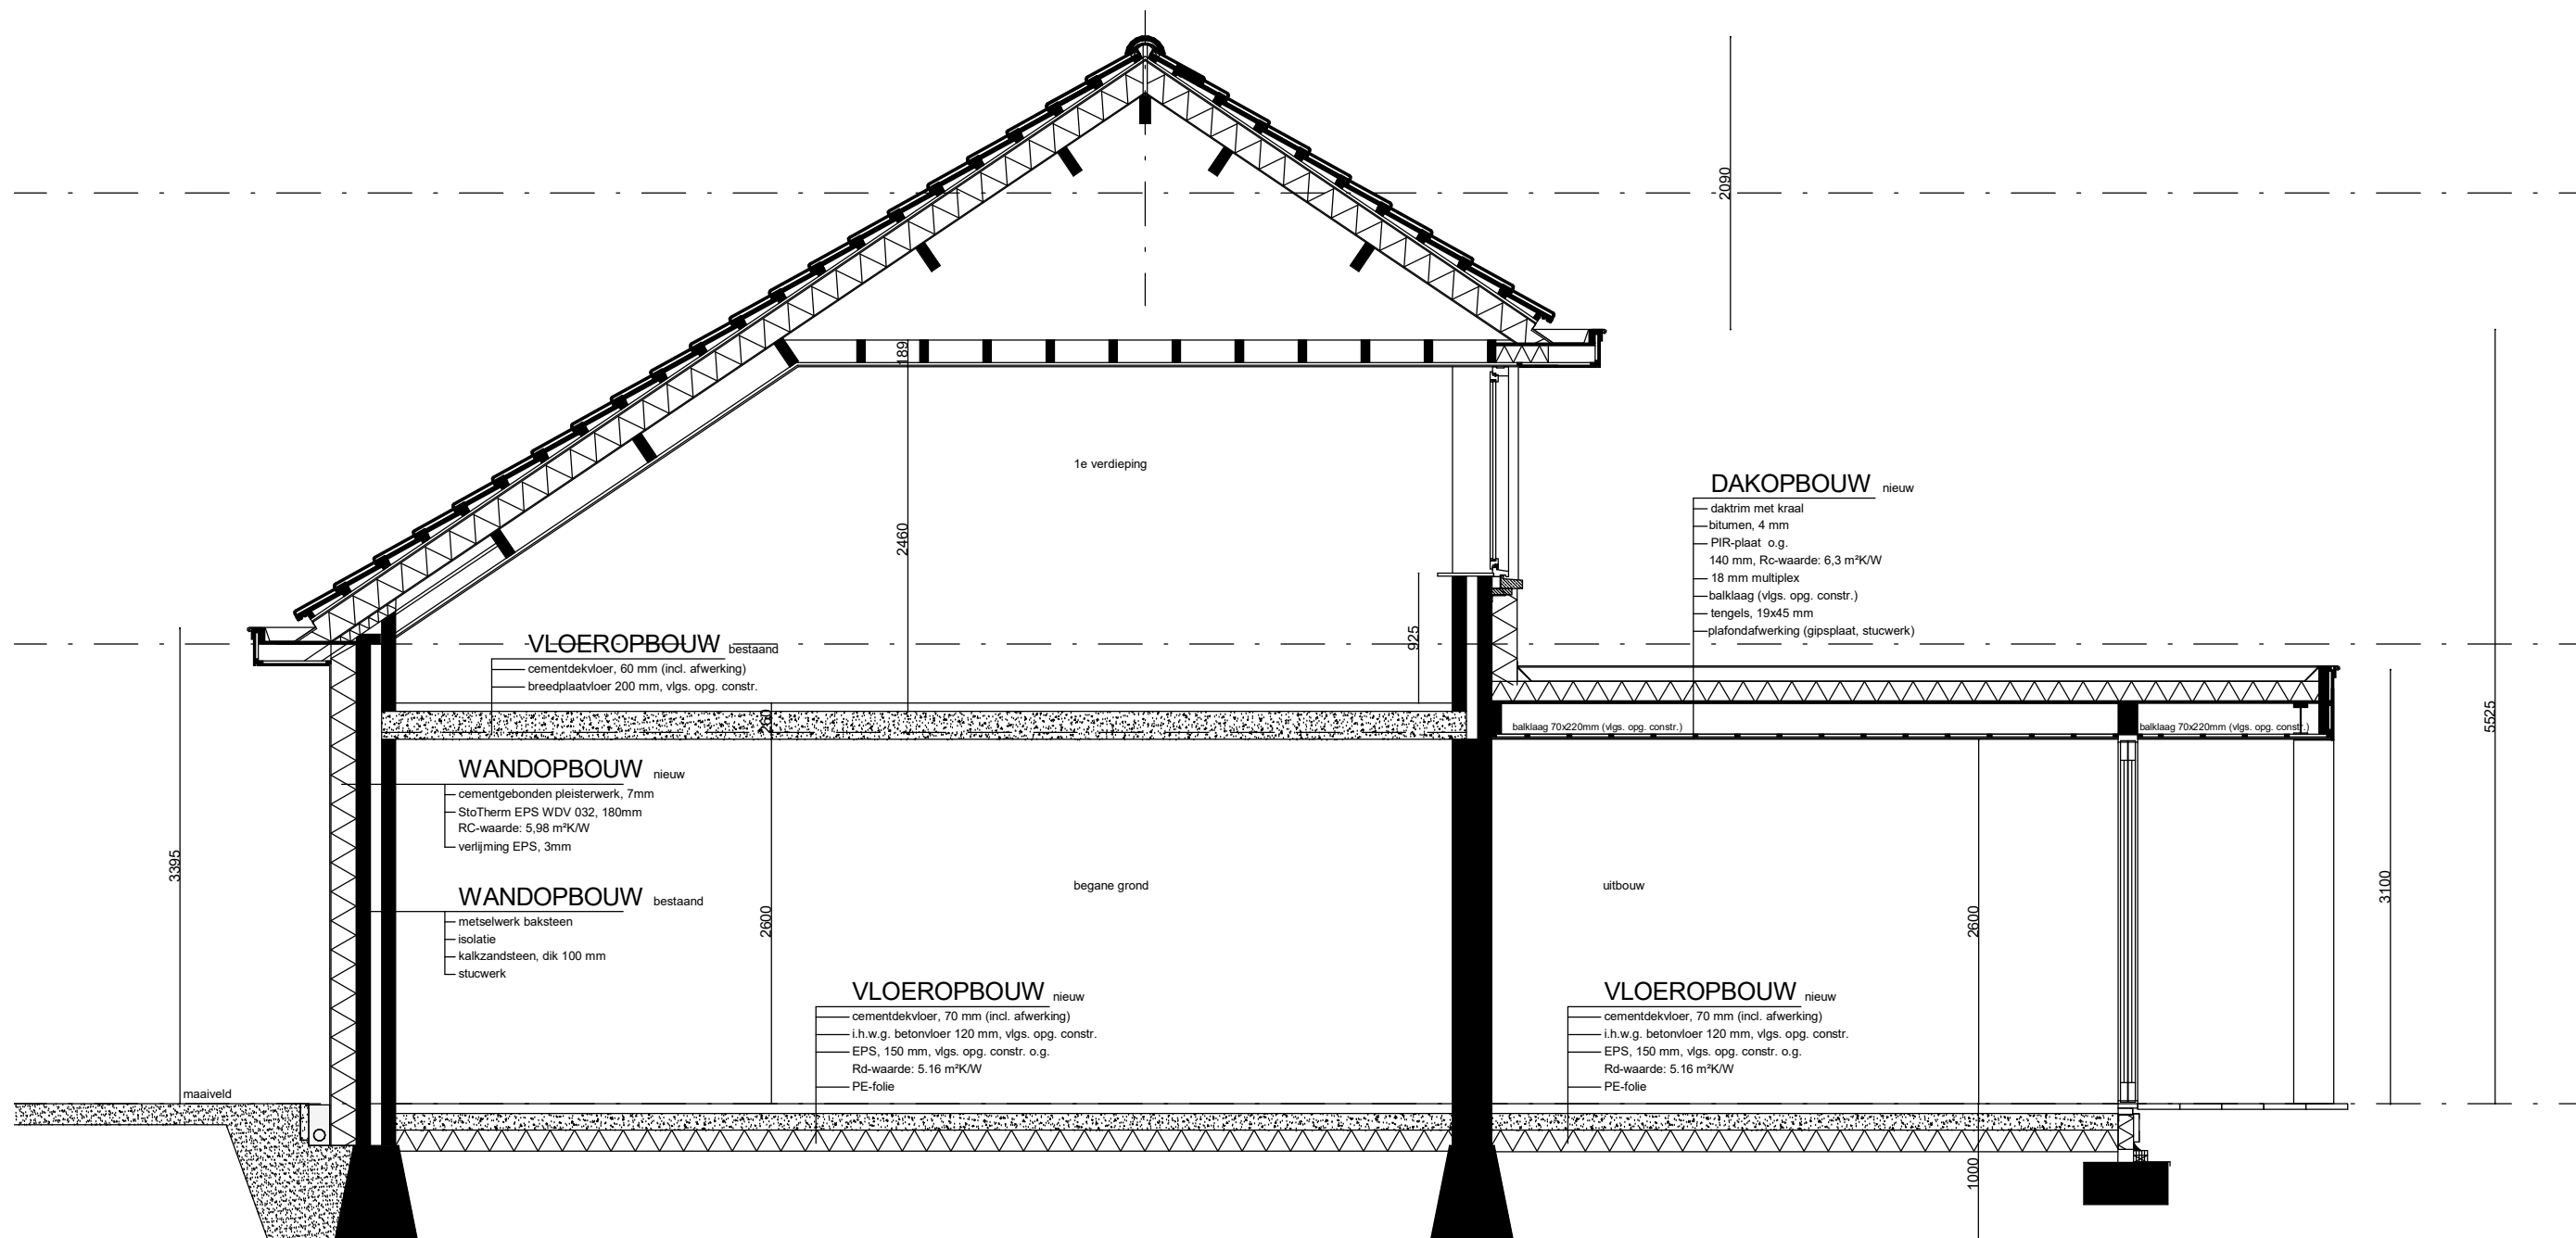 2090
189
1e verdieping
2460
DAKOPBOUW nieuw
daktrim met kraal
bitumen, 4 mm
PIR-plaat o.g.
140 mm, Rc-waarde: 6,3 m²K/W
18 mm multiplex
balklaag (vlgs. opg. constr.)
tengels, 19x45 mm
plafondafwerking (gipsplaat, stucwerk)
925
VLOEROPBOUW bestaand
cementdekvloer, 60 mm (incl. afwerking)
breedplaatvloer 200 mm, vlgs. opg. constr.
260
balklaag 70x220mm (vlgs. opg. constr.)
balklaag 70x220mm (vlgs. opg. constr.)
5525
WANDOPBOUW nieuw
cementgebonden pleisterwerk, 7mm
StoTherm EPS WDV 032, 180mm
RC-waarde: 5,98 m²K/W
verlijming EPS, 3mm
3395
WANDOPBOUW bestaand
metselwerk baksteen
isolatie
kalkzandsteen, dik 100 mm
stucwerk
begane grond
uitbouw
3100
2600
2600
VLOEROPBOUW nieuw
cementdekvloer, 70 mm (incl. afwerking)
i.h.w.g. betonvloer 120 mm, vlgs. opg. constr.
EPS, 150 mm, vlgs. opg. constr. o.g.
Rd-waarde: 5.16 m²K/W
PE-folie
VLOEROPBOUW nieuw
cementdekvloer, 70 mm (incl. afwerking)
i.h.w.g. betonvloer 120 mm, vlgs. opg. constr.
EPS, 150 mm, vlgs. opg. constr. o.g.
Rd-waarde: 5.16 m²K/W
PE-folie
maaiveld
1000